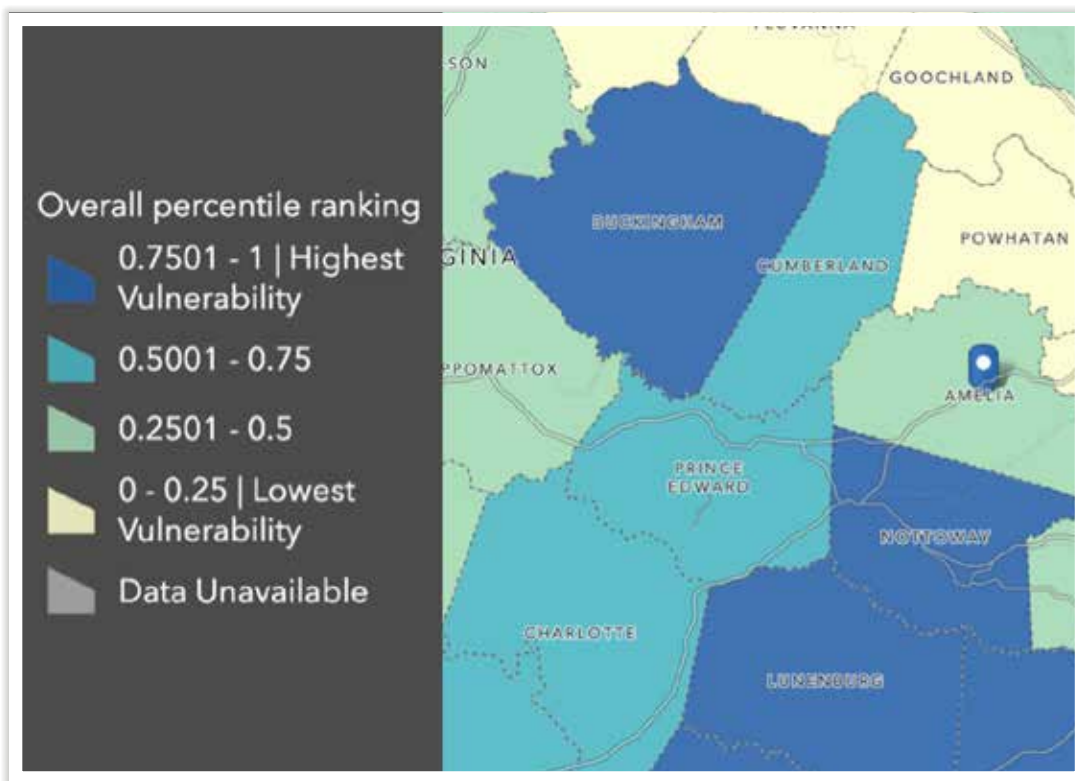 Overall percentile ranking
0.7501 - 1 | Highest
Vulnerability
0.5001 - 0.75
0.2501 - 0.5
0 - 0.25 | Lowest
Vulnerability
Data Unavailable
SON
GOOCHLAND
BUCKINGHAM
POWHATAN
GINIA
CUMBERLAND
PPOMATTOX
AMELIA
PRINCE
EDWARD
NOTTOWAY
CHARLOTTE
LUNENBURG